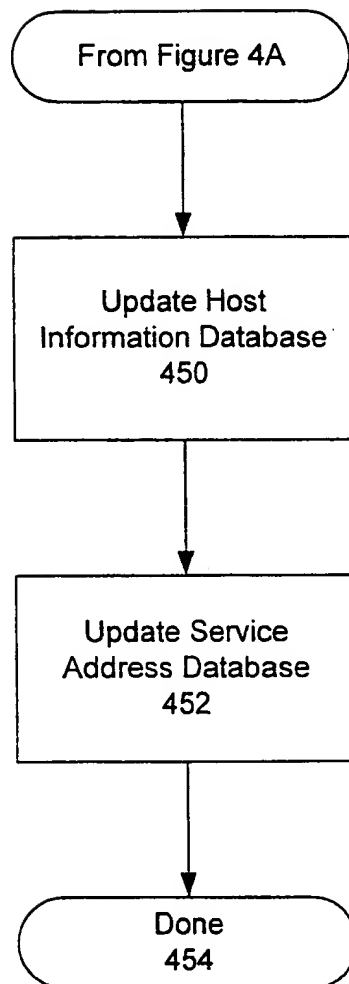 From Figure 4A
Update Host
Information Database
450
Update Service
Address Database
452
Done
454